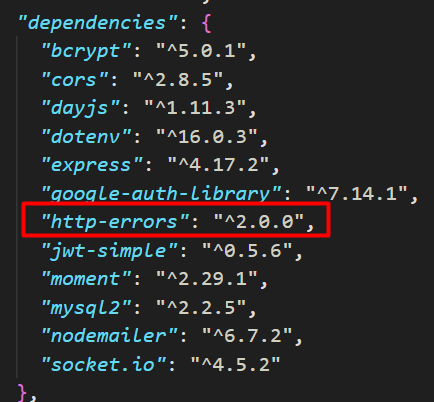 "dependencies": {
"bcrypt": "^5.0.1",
"cors": "^2.8.5",
"dayjs": "^1.11.3",
"dotenv": "^16.0.3",
"express": "^4.17.2",
"google-auth-library": "^7.14.1",
"http-errors": "^2.0.0",
"jwt-simple": "^0.5.6",
"moment": "^2.29.1",
"mysql2": "^2.2.5",
"nodemailer": "^6.7.2",
"socket.io": "^4.5.2"
},